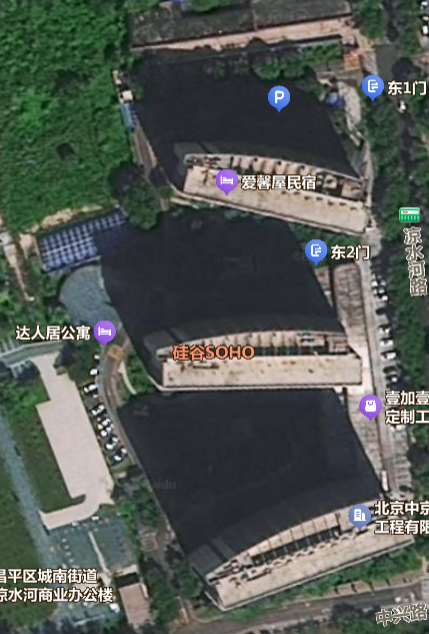 P
东1门
爱馨屋民宿
凉水河路
东2门
达人居公寓
硅谷SOHO
壹加壹
定制工
北京中京
工程有限
昌平区城南街道
凉水河商业办公楼
中兴路